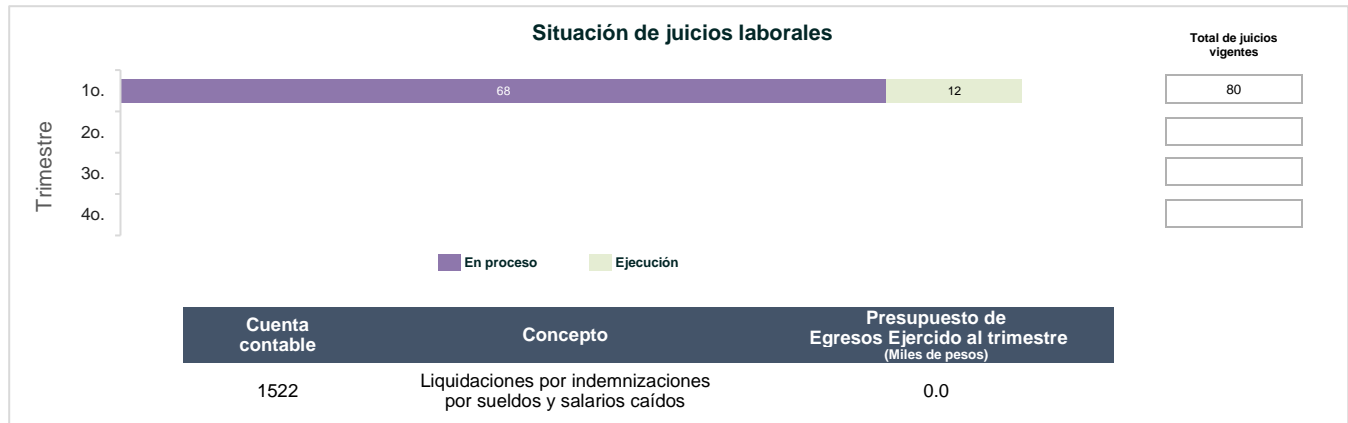 Situación de juicios laborales
Total de juicios
vigentes
Trimestre
1o.
68
12
80
2o.
3o.
4o.
En proceso
Ejecución
Cuenta
contable
Concepto
Presupuesto de
Egresos Ejercido al trimestre
(Miles de pesos)
1522
Liquidaciones por indemnizaciones
por sueldos y salarios caídos
0.0